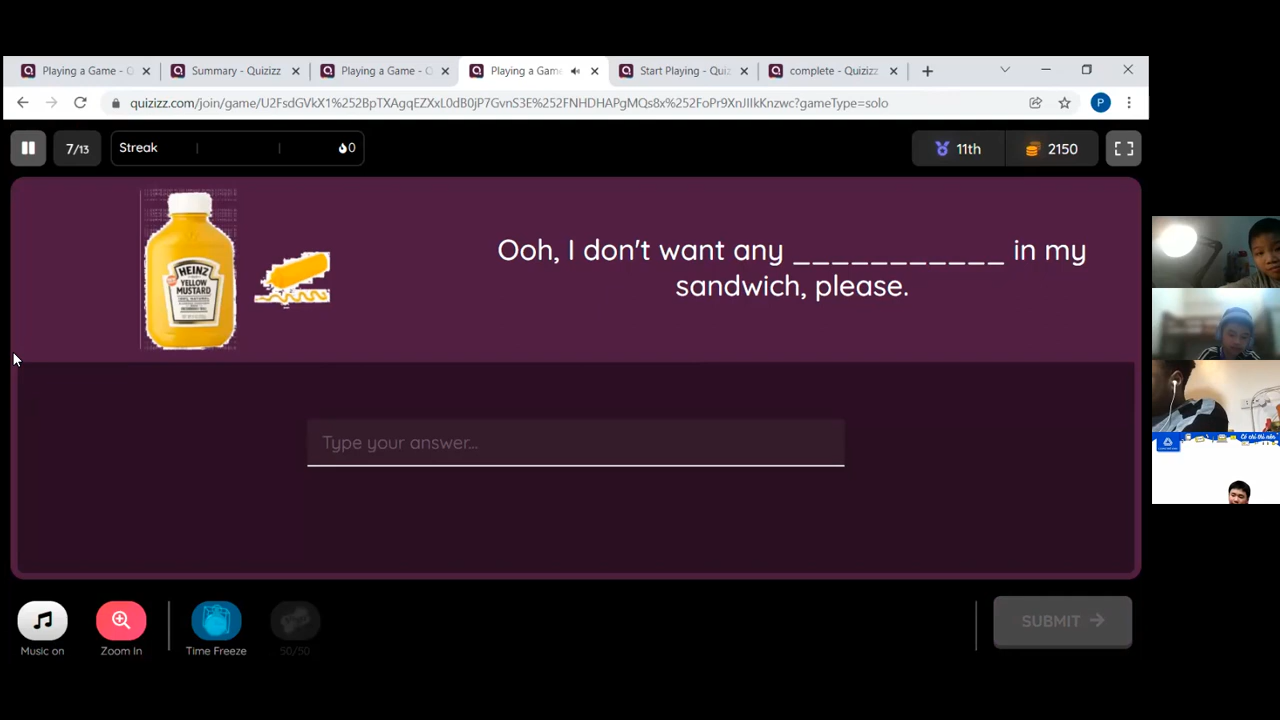 Playing a Game - Q
Summary - Quizizz
Playing a Game - Q
Playing a Game
Start Playing - Quiz
complete - Quizizz
quizizz.com/join/game/U2FsdGVkX1%252BpTXAgqEZXxL0dB0jP7GvnS3E%252FNHDHAPgMQs8x%252FoPr9XnJIIkKnzwc?gameType=solo
P
7/13
Streak
0
11th
2150
HEINZ
YELLOW
MUSTARD
Ooh, I don't want any ___________ in my
sandwich, please.
Type your answer...
Music on
Zoom In
Time Freeze
50/50
SUBMIT